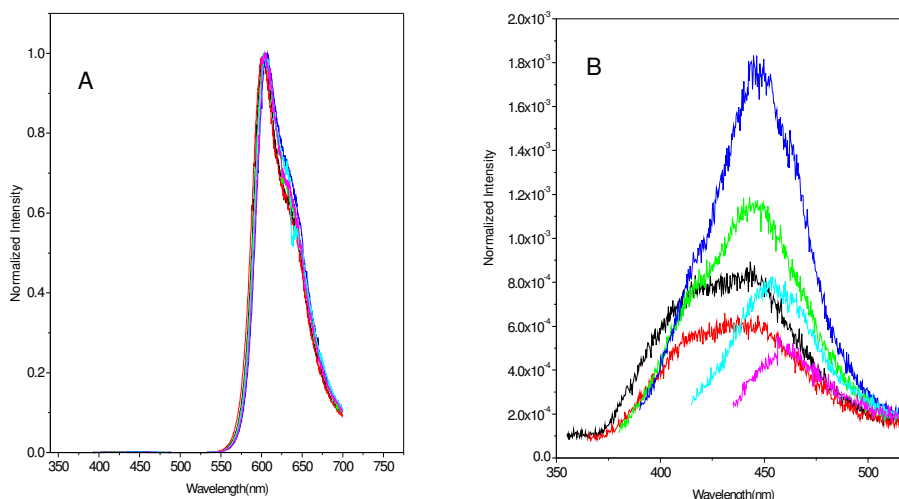 A
Normalized Intensity
1.0
0.8
0.6
0.4
0.2
0.0
350 400 450 500 550 600 650 700 750
Wavelength(nm)
B
Normalized Intensity
2.0x10⁻³
1.8x10⁻³
1.6x10⁻³
1.4x10⁻³
1.2x10⁻³
1.0x10⁻³
8.0x10⁻⁴
6.0x10⁻⁴
4.0x10⁻⁴
2.0x10⁻⁴
0.0
350 400 450 500
Wavelength(nm)